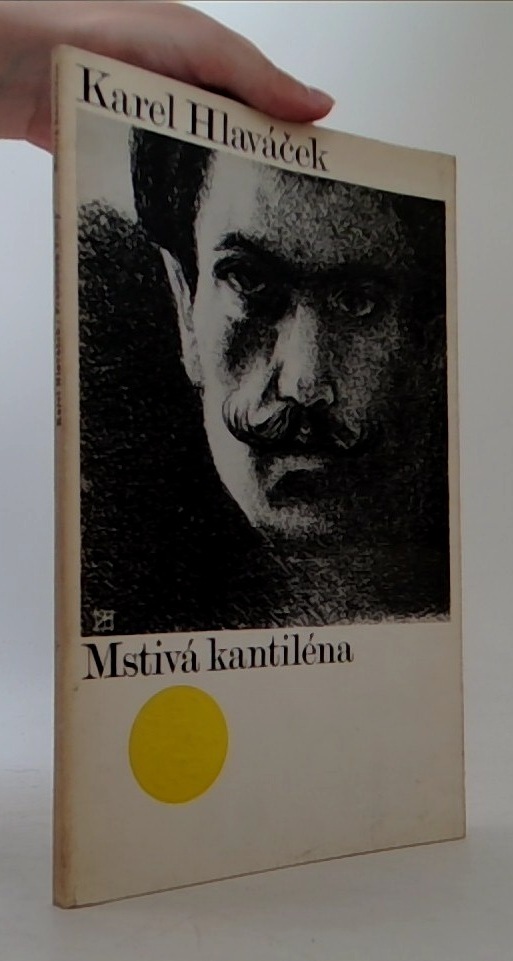 Karel Hlaváček
Mstivá kantiléna